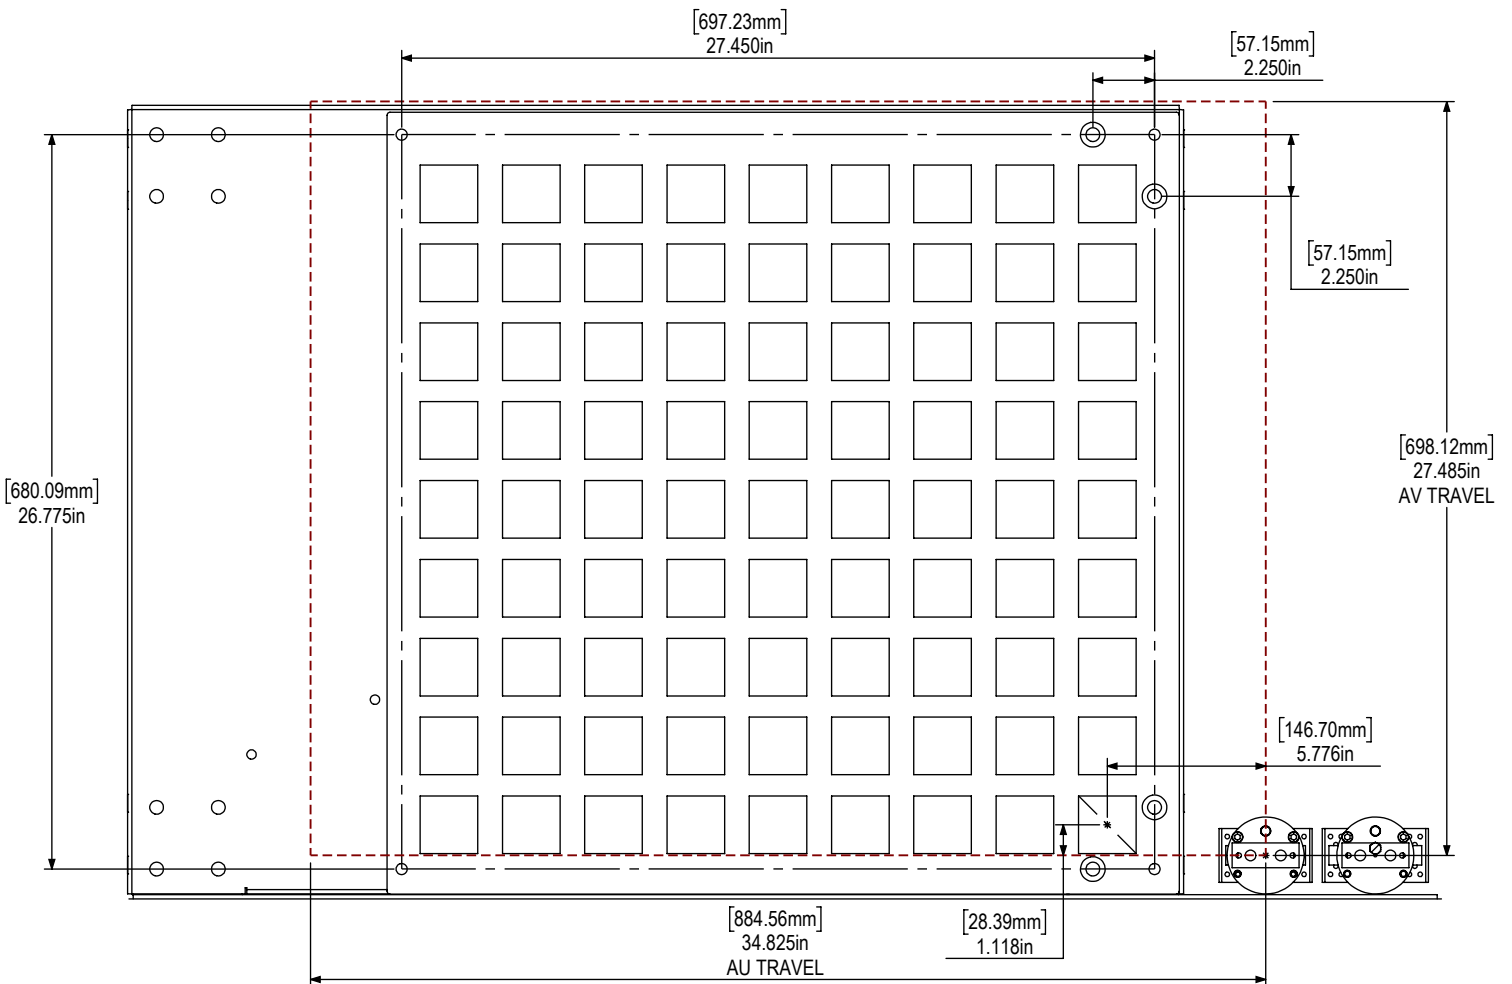 [697.23mm]
27.450in
[57.15mm]
2.250in
[57.15mm]
2.250in
[698.12mm]
27.485in
AV TRAVEL
[680.09mm]
26.775in
[146.70mm]
5.776in
[884.56mm]
34.825in
AU TRAVEL
[28.39mm]
1.118in